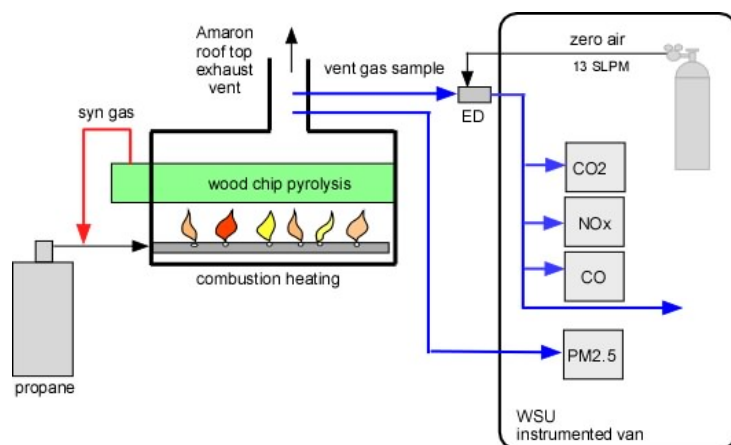 Amaron
roof top
exhaust
vent
vent gas sample
zero air
13 SLPM
ED
syn gas
wood chip pyrolysis
combustion heating
propane
CO2
NOx
CO
PM2.5
WSU
instrumented van